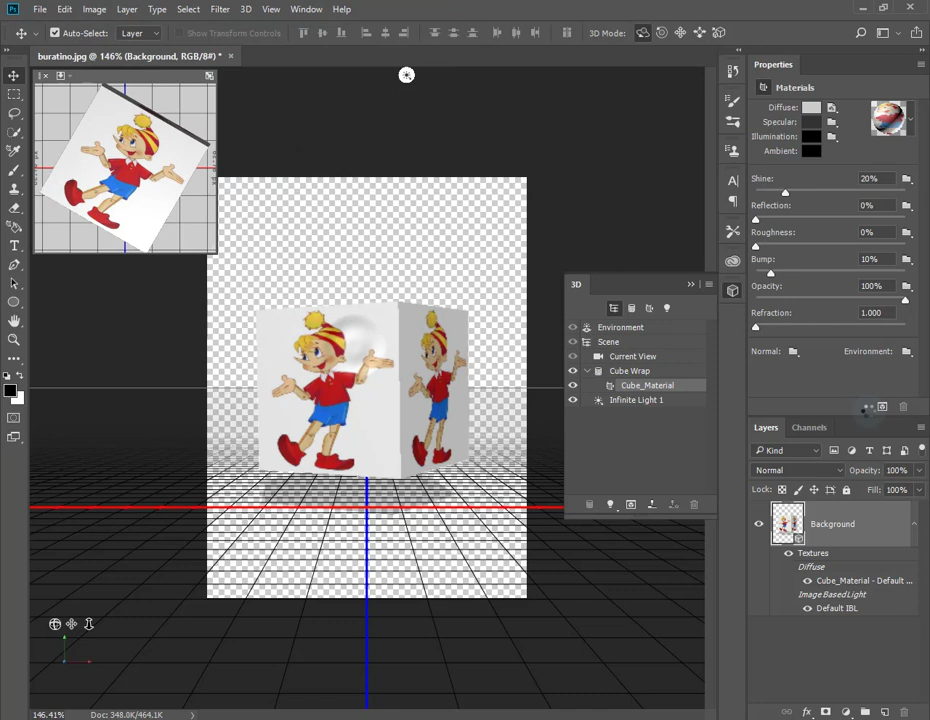 Ps File Edit Image Layer Type Select Filter 3D View Window Help
Auto-Select: Layer Show Transform Controls 3D Mode:
buratino.jpg @ 146% (Background, RGB/8#) * ×
Properties
Materials
Diffuse:
Specular:
Illumination:
Ambient:
Shine: 20%
Reflection: 0%
Roughness: 0%
Bump: 10%
Opacity: 100%
Refraction: 1.000
Normal: Environment:
3D
Environment
Scene
Current View
Cube Wrap
Cube_Material
Infinite Light 1
Layers Channels
Kind
Normal Opacity: 100%
Lock: Fill: 100%
Background
Textures
Diffuse
Cube_Material - Default ...
Image Based Light
Default IBL
fx
146.41% Doc: 348.0K/464.1K